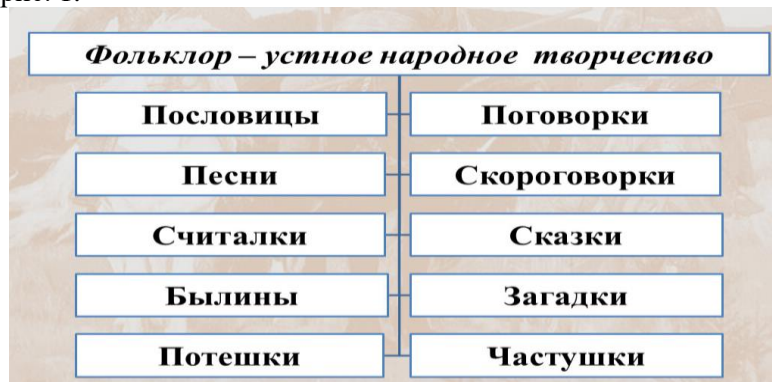 Фольклор – устное народное творчество
Пословицы
Поговорки
Песни
Скороговорки
Считалки
Сказки
Былины
Загадки
Потешки
Частушки